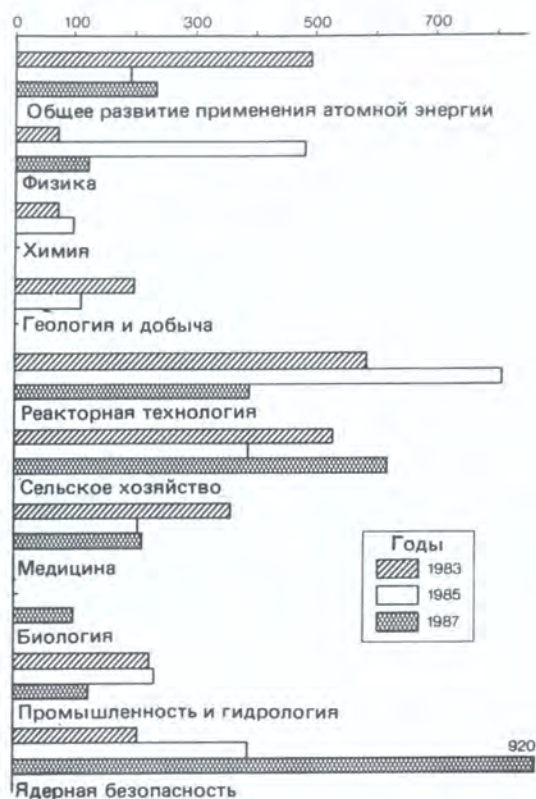 0 100 300 500 700
Общее развитие применения атомной энергии
Физика
Химия
Геология и добыча
Реакторная технология
Сельское хозяйство
Медицина
Годы
1983
1985
1987
Биология
Промышленность и гидрология
920
Ядерная безопасность